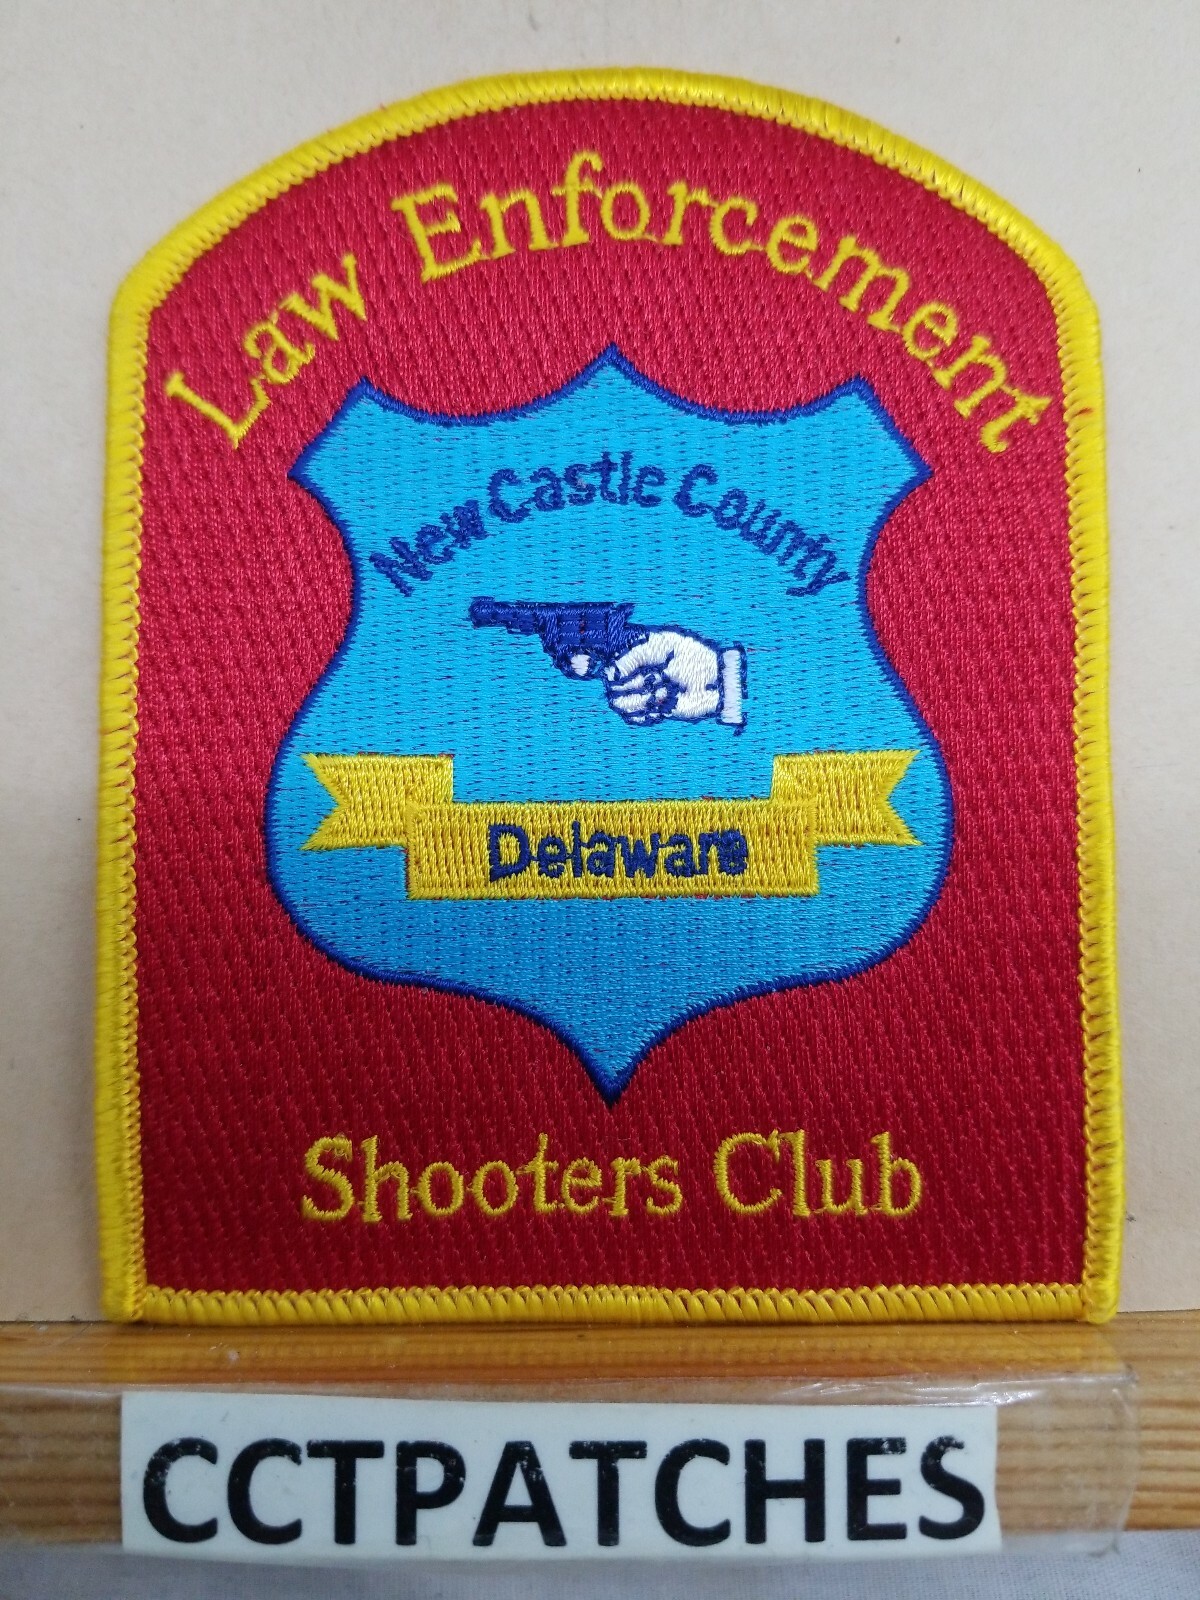 Law Enforcement
New Castle County
Delaware
Shooters Club
CCTPATCHES